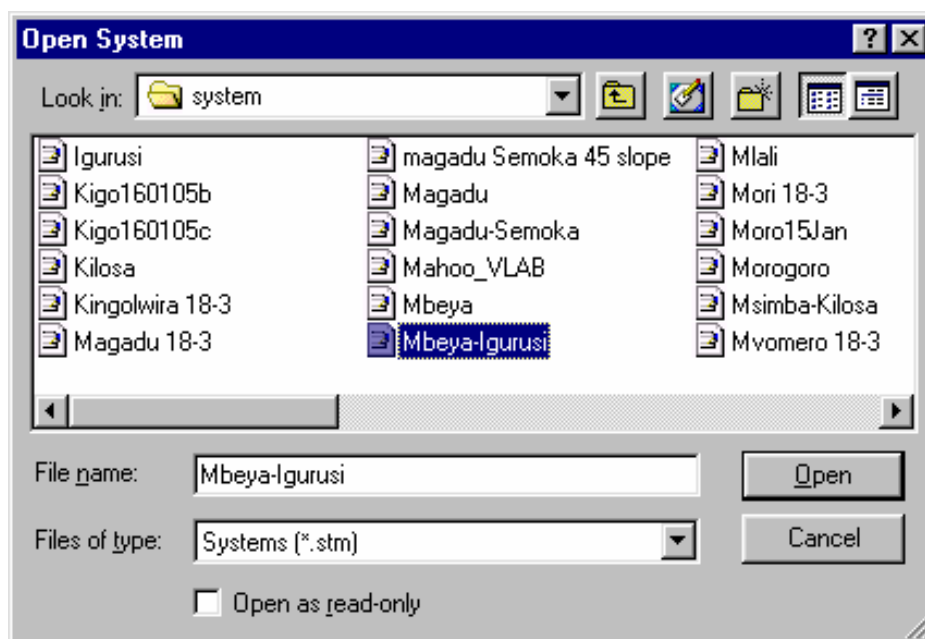 Open System
Look in: system
Igurusi
Kigo160105b
Kigo160105c
Kilosa
Kingolwira 18-3
Magadu 18-3
magadu Semoka 45 slope
Magadu
Magadu-Semoka
Mahoo_VLAB
Mbeya
Mbeya-Igurusi
Mlali
Mori 18-3
Moro15Jan
Morogoro
Msimba-Kilosa
Mvomero 18-3
File name: Mbeya-Igurusi Open
Files of type: Systems (*.stm) Cancel
Open as read-only